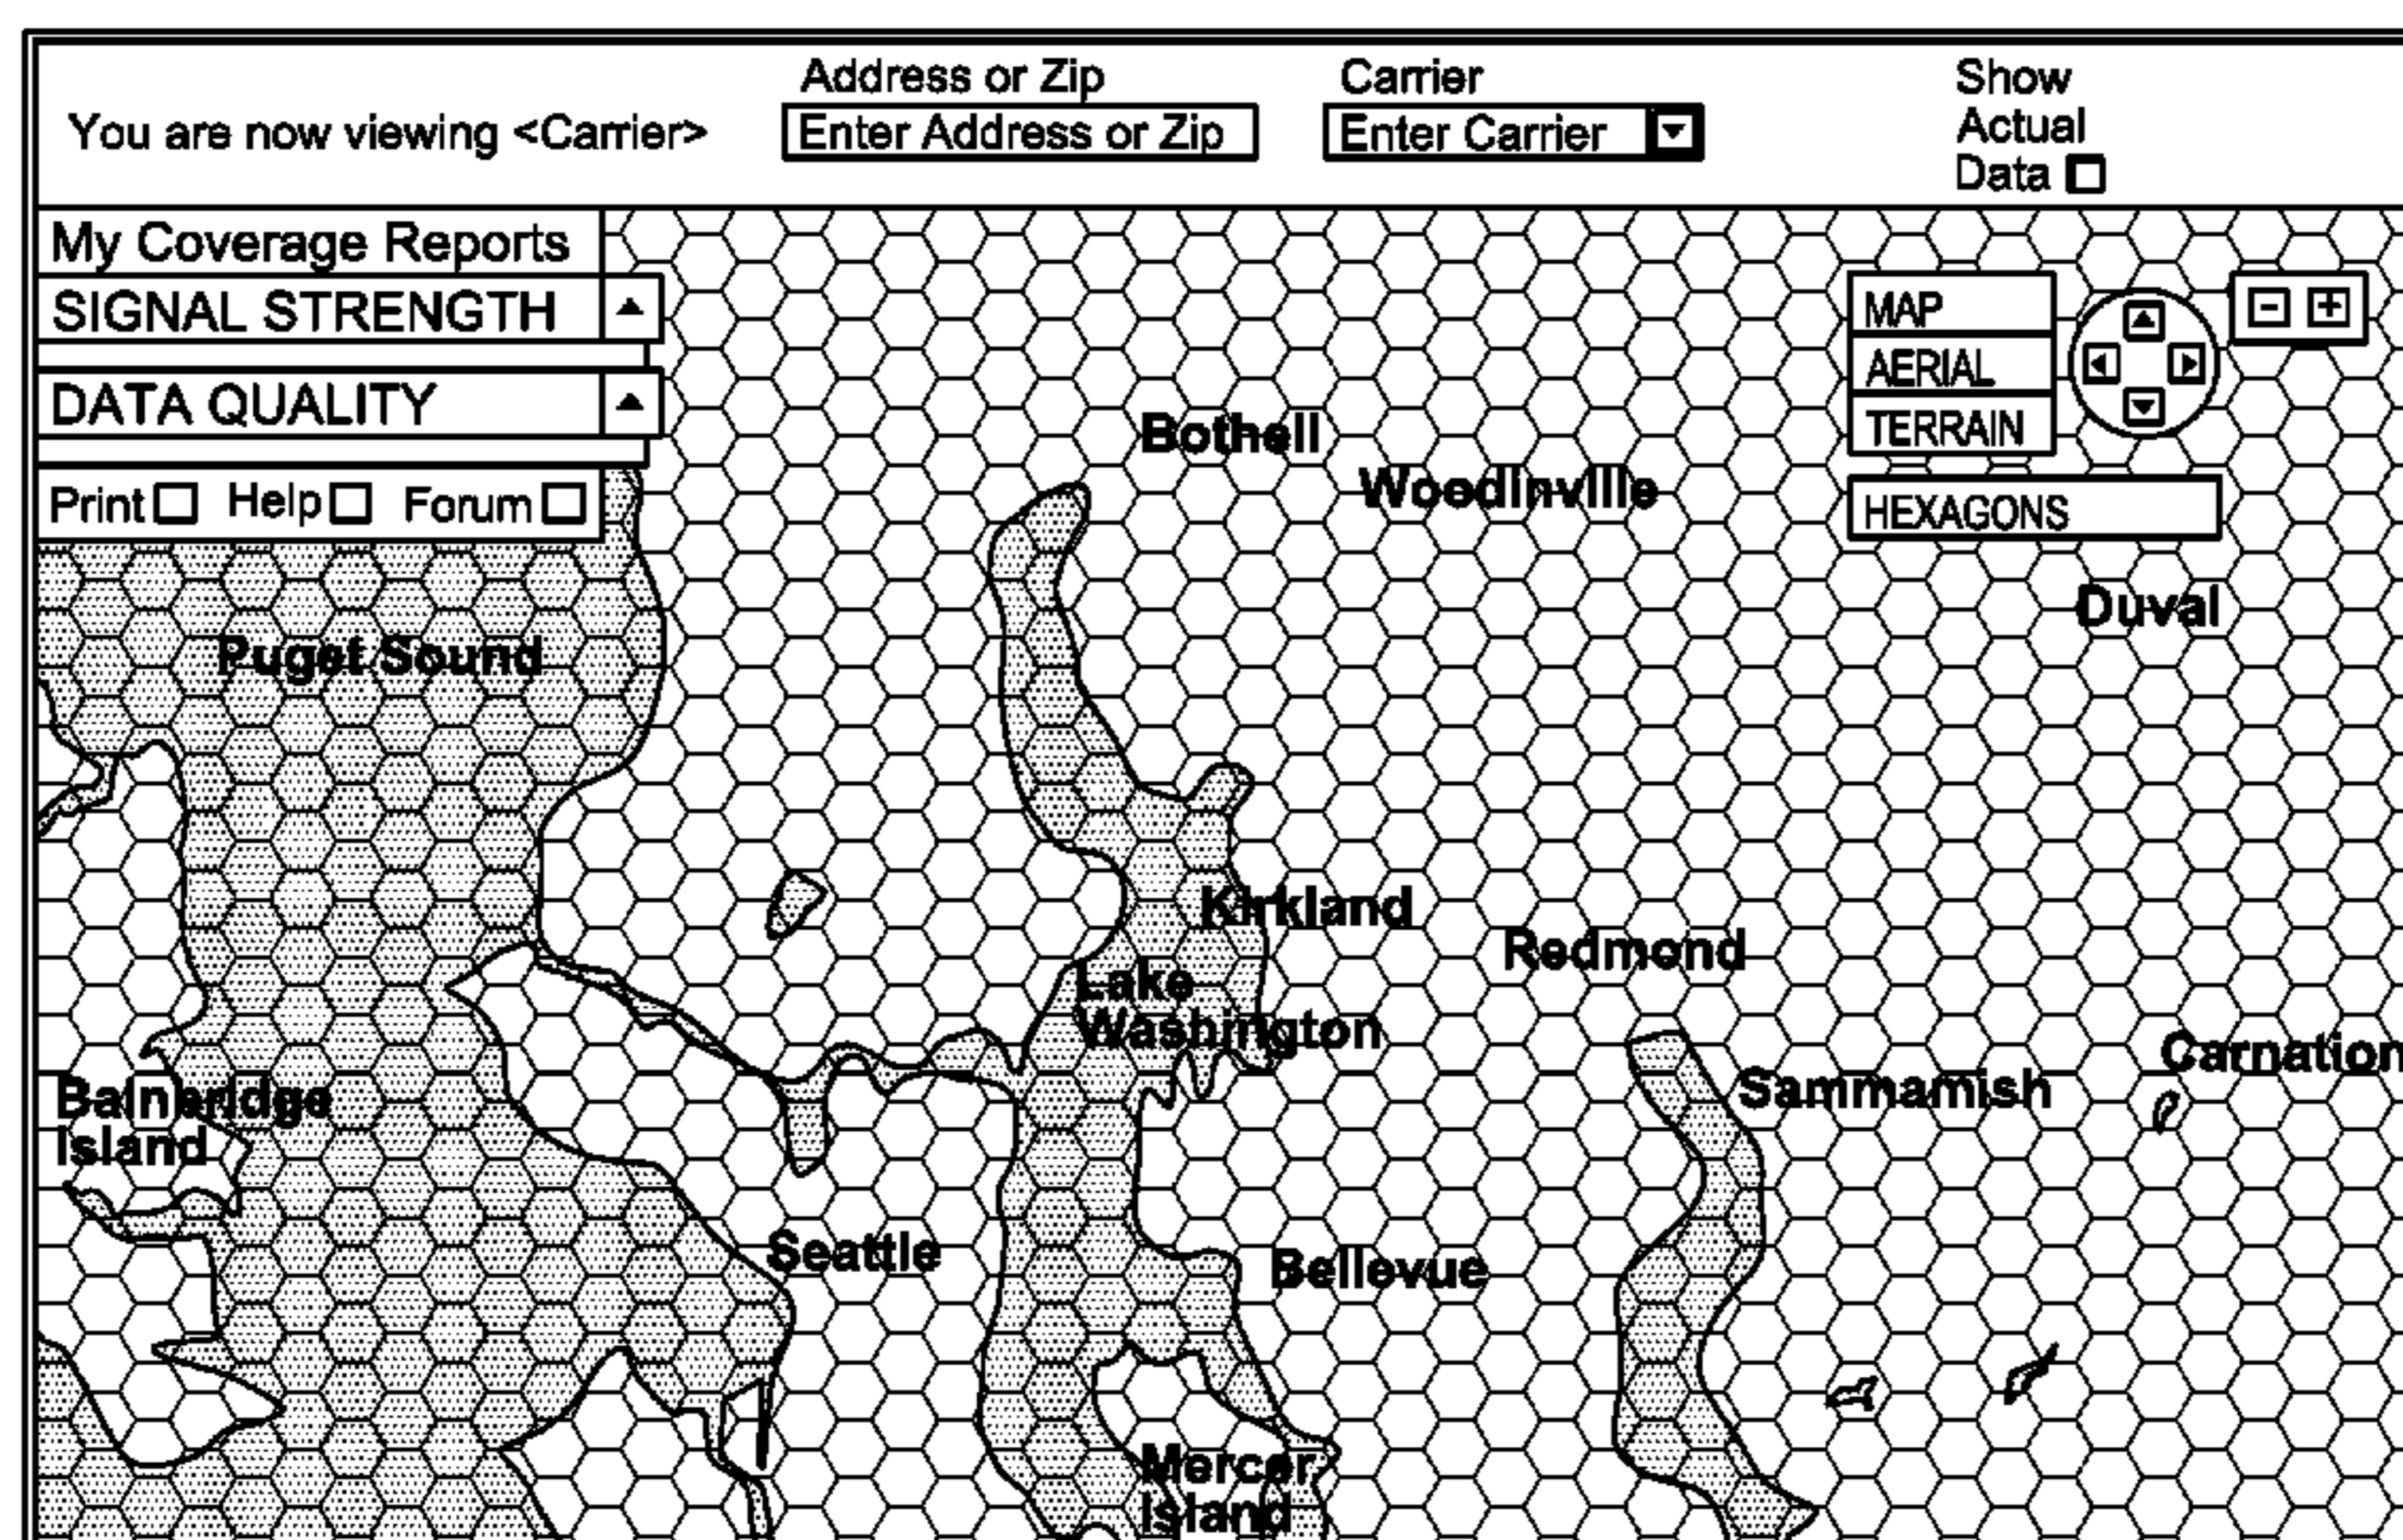 Address or Zip
Carrier
Show
Actual
Data
You are now viewing <Carrier>
Enter Address or Zip
Enter Carrier
My Coverage Reports
SIGNAL STRENGTH
DATA QUALITY
Print
Help
Forum
MAP
AERIAL
TERRAIN
- +
HEXAGONS
Bothell
Woodinville
Duval
Puget Sound
Kirkland
Redmond
Lake
Washington
Carnation
Sammamish
Bainbridge
Island
Seattle
Bellevue
Mercer
Island